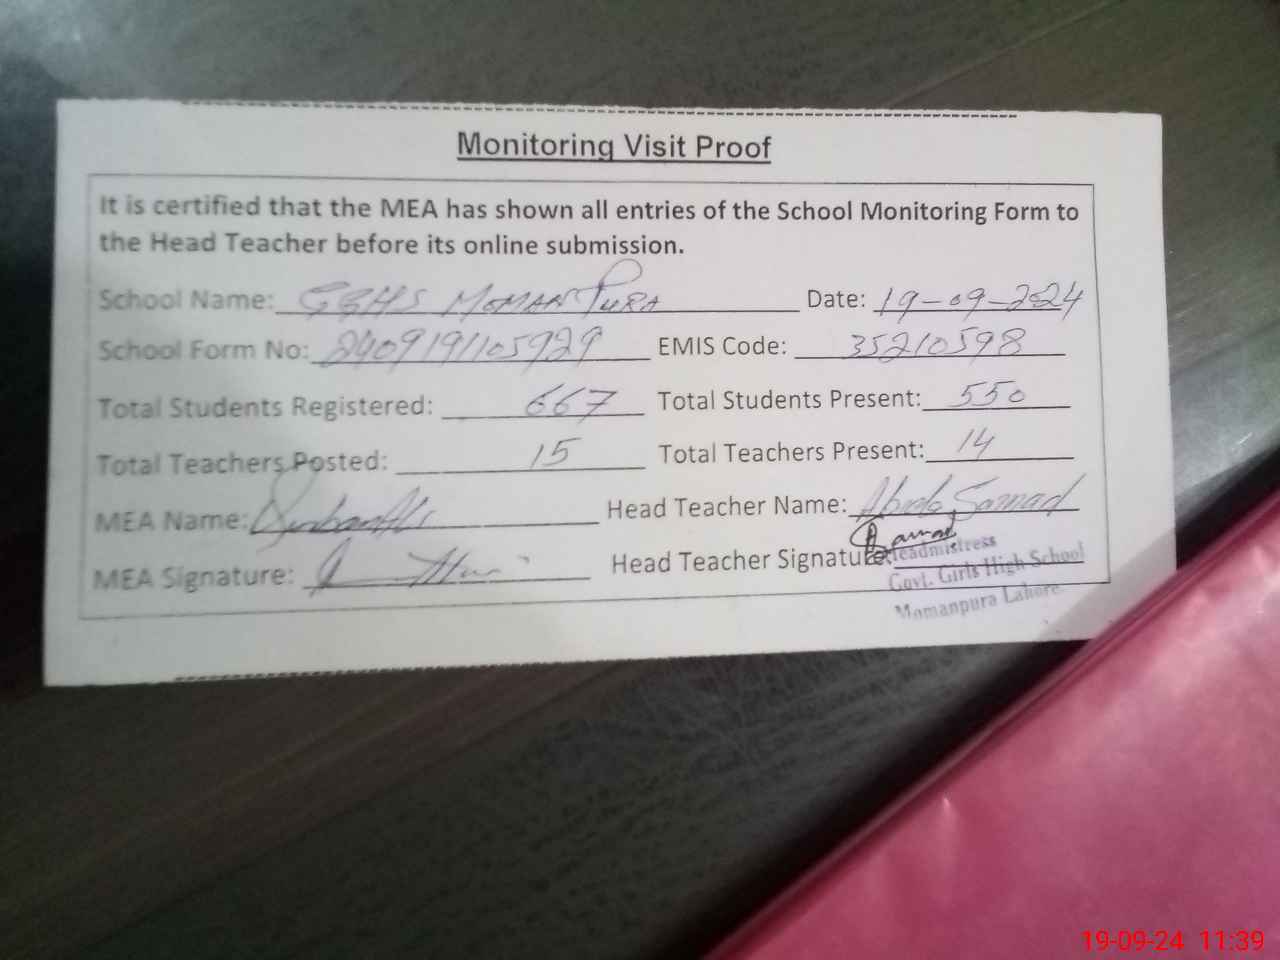 Monitoring Visit Proof
It is certified that the MEA has shown all entries of the School Monitoring Form to
the Head Teacher before its online submission.
School Name: GGHS MOMAN PURA Date: 19-09-2024
School Form No: 2409191105929 EMIS Code: 35210598
Total Students Registered: 667 Total Students Present: 550
Total Teachers Posted: 15 Total Teachers Present: 14
MEA Name: Head Teacher Name: Samad
MEA Signature: Head Teacher Signature:
Headmistress
Govt. Girls High School
Momanpura Lahore.
19-09-24 11:39